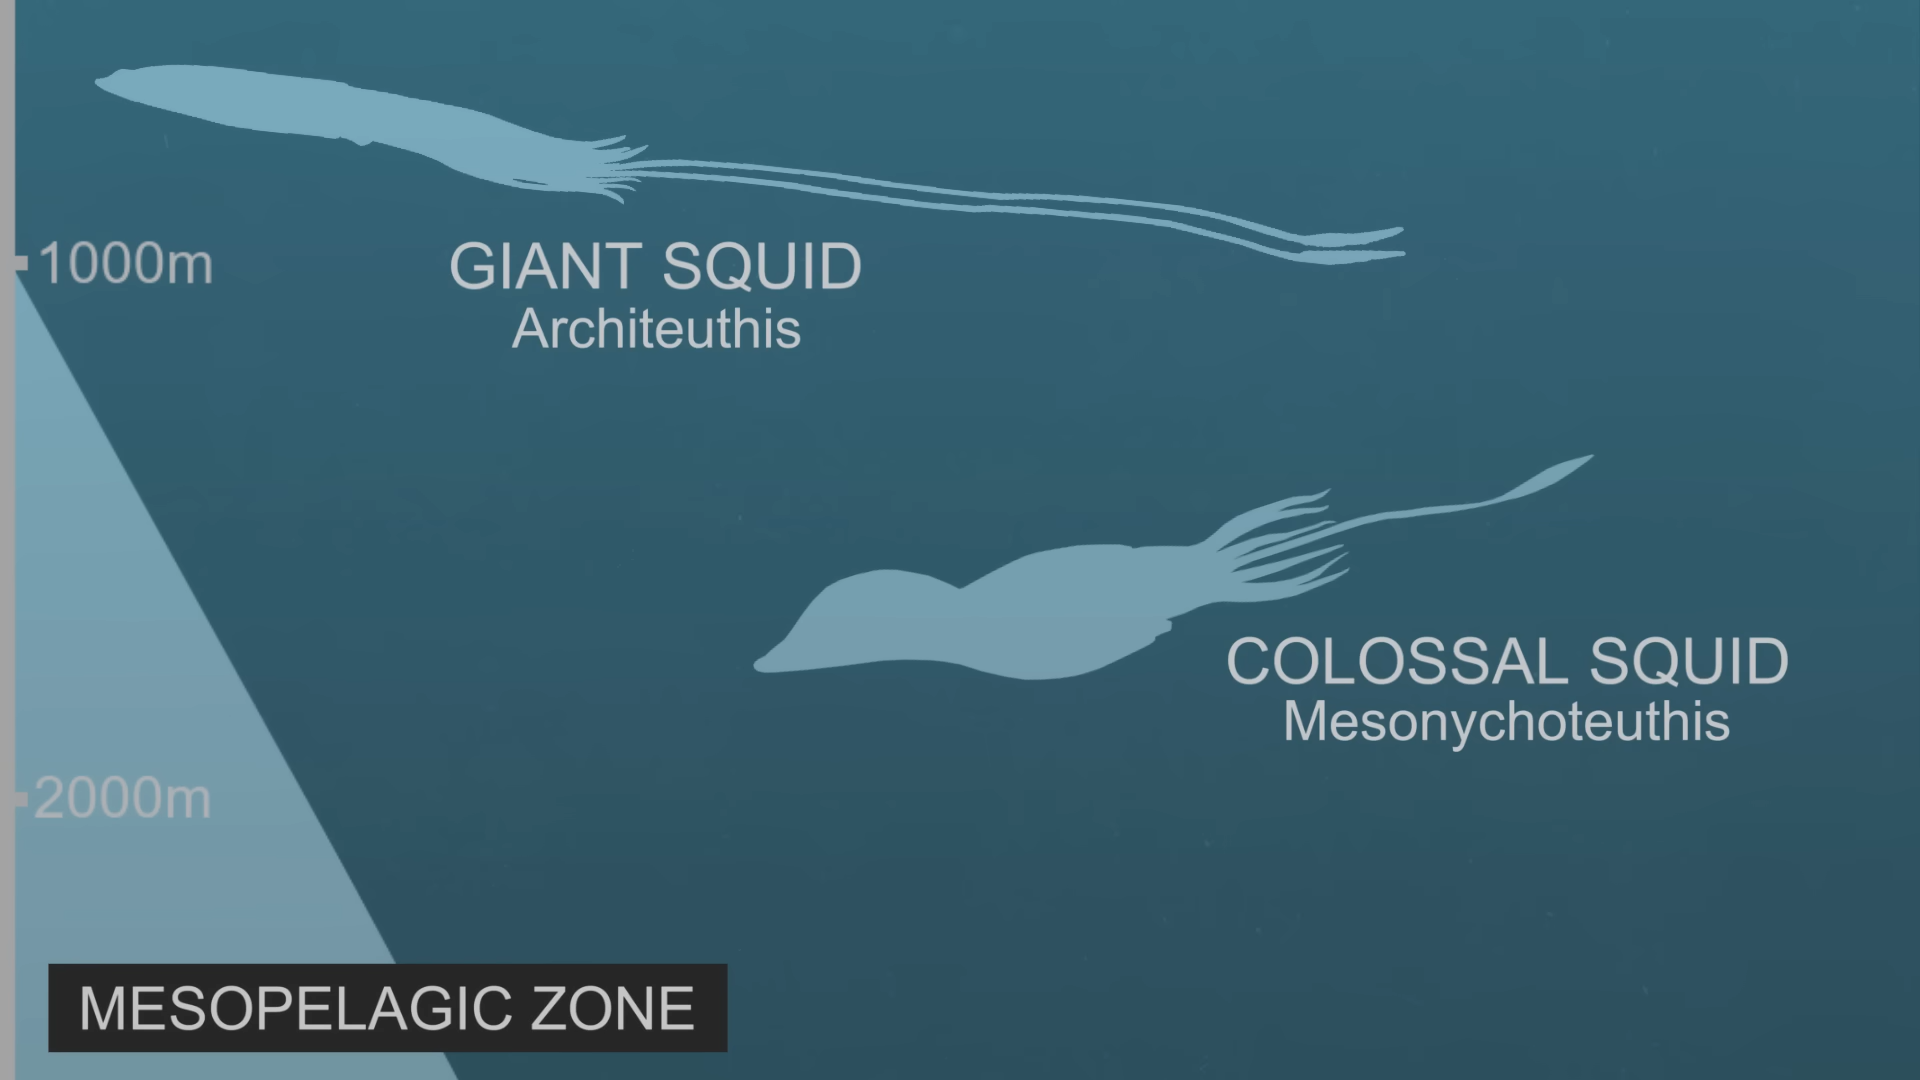 1000m
GIANT SQUID
Architeuthis
COLOSSAL SQUID
Mesonychoteuthis
2000m
MESOPELAGIC ZONE